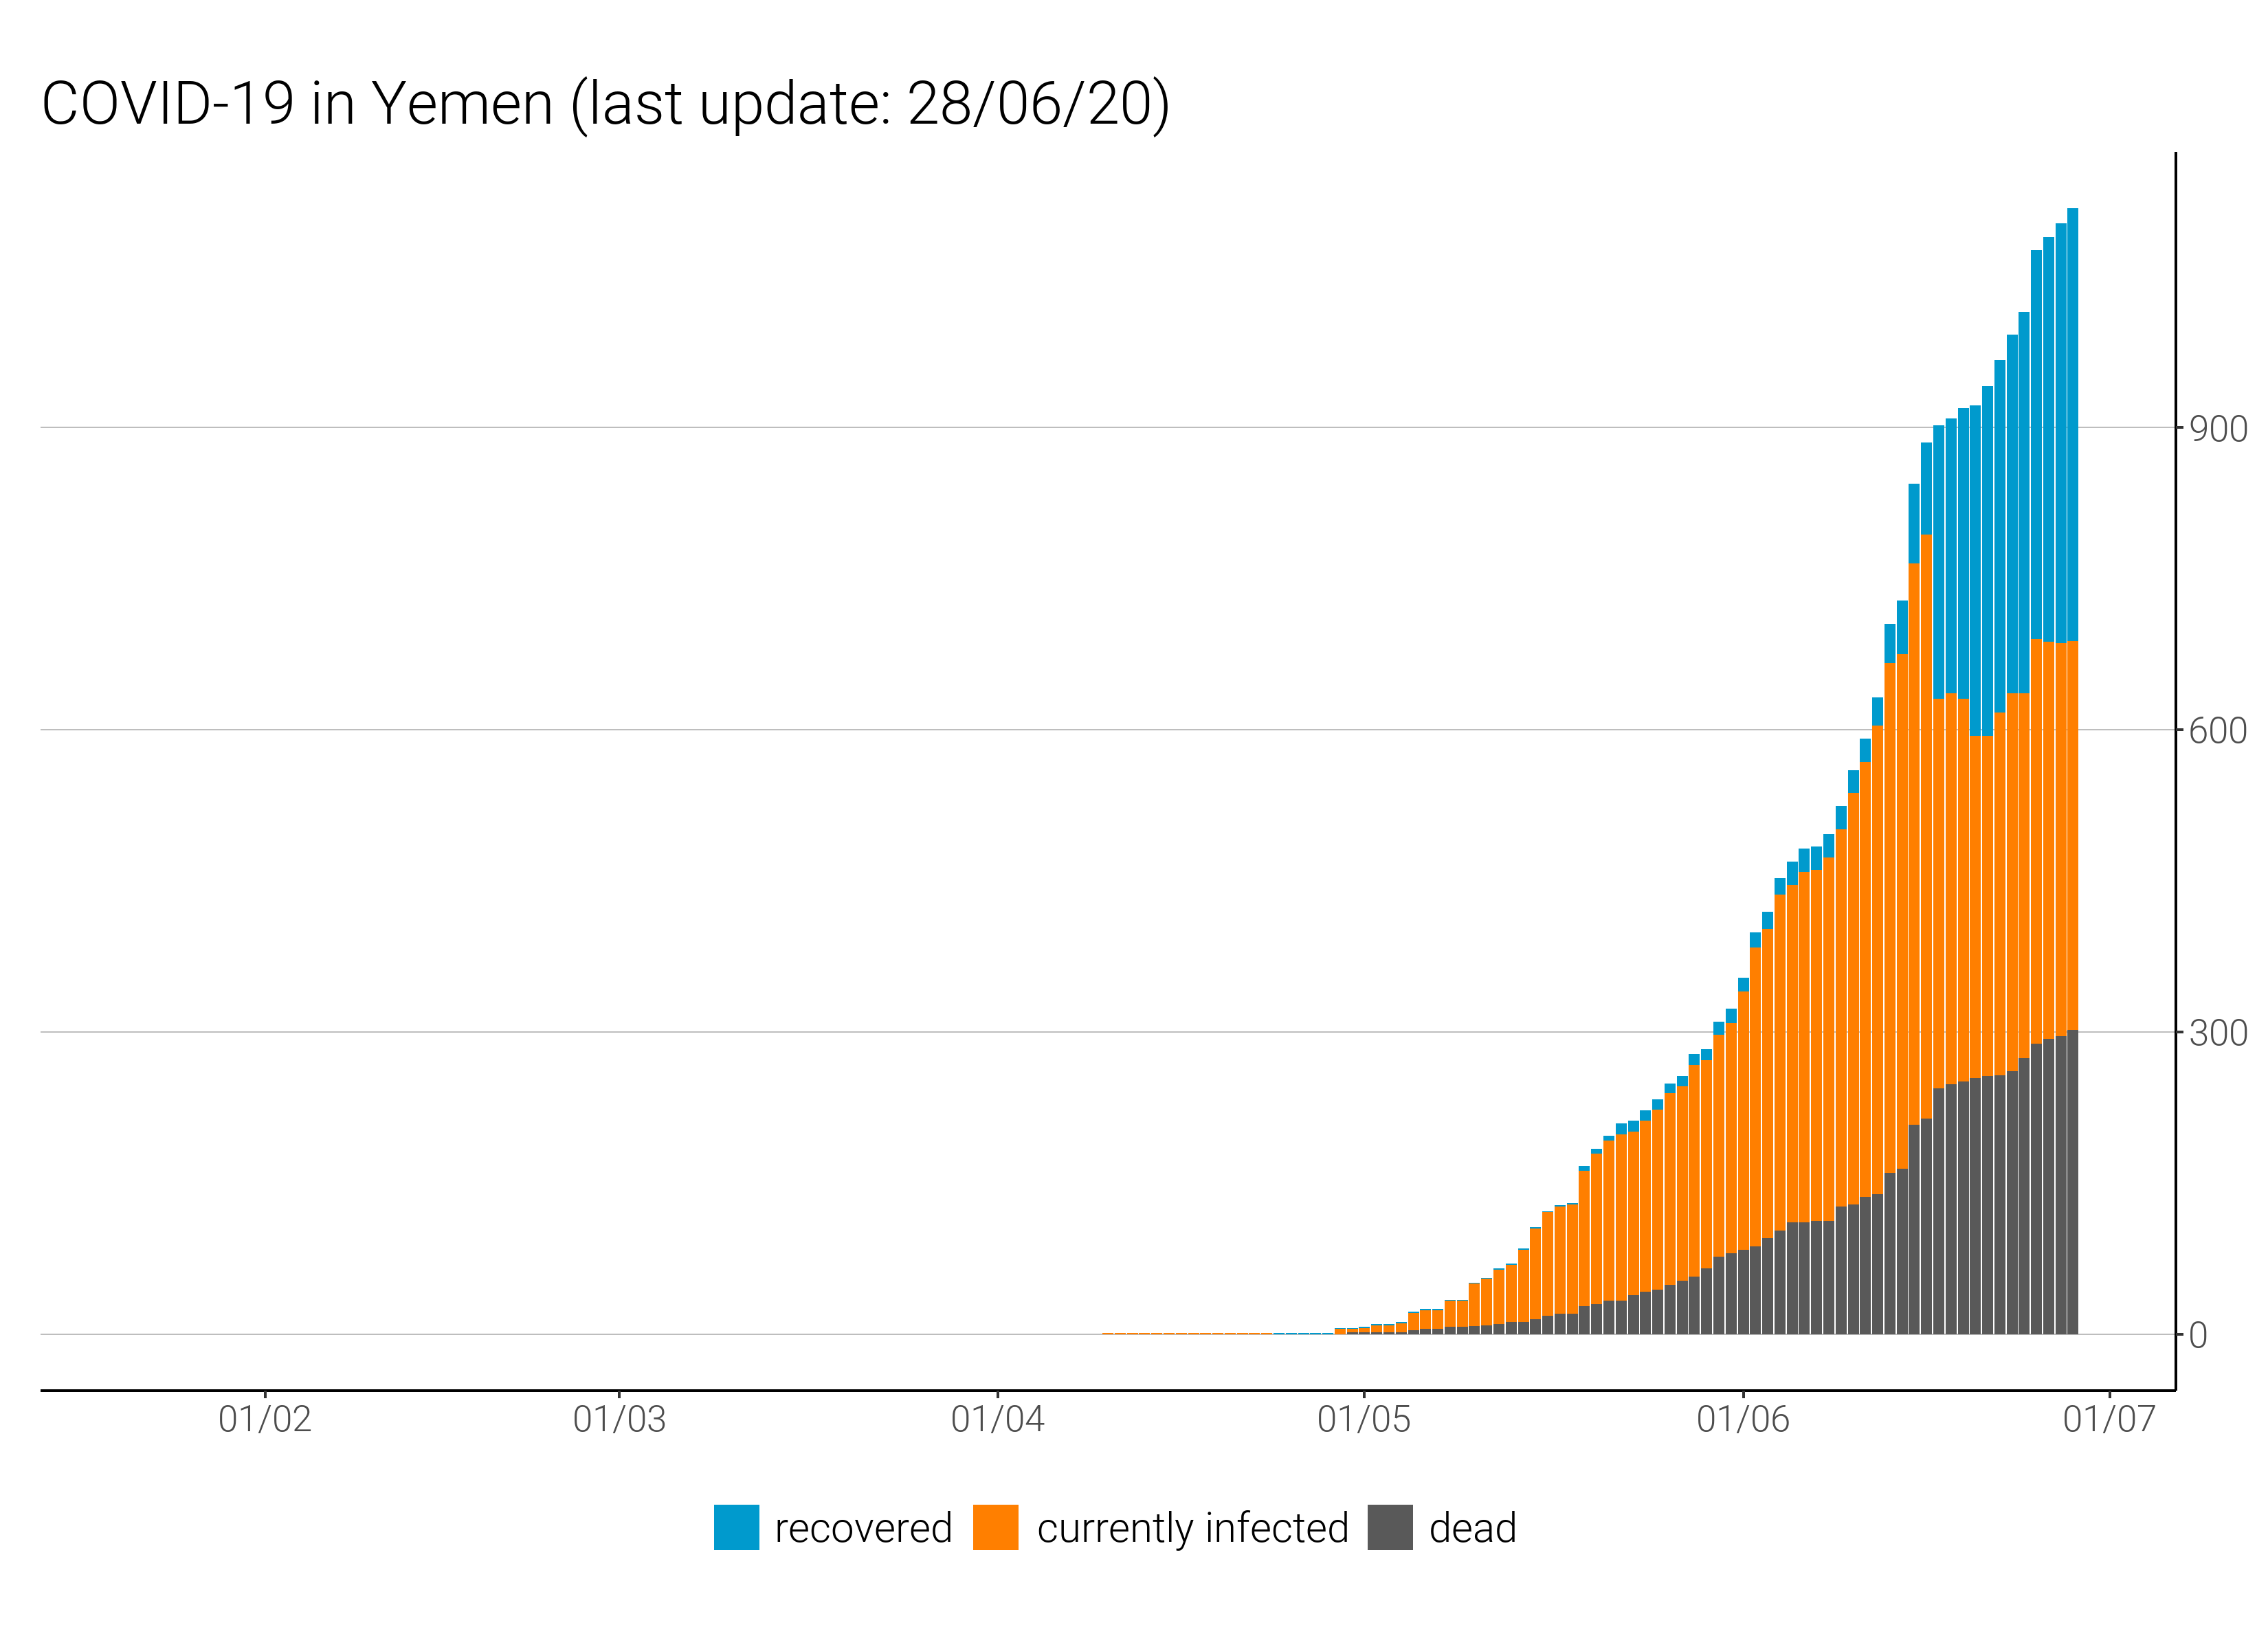 COVID-19 in Yemen (last update: 28/06/20)
900
600
300
0
01/02 01/03 01/04 01/05 01/06 01/07
recovered currently infected dead